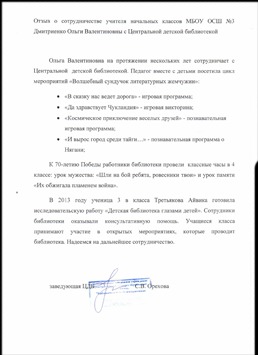 Отзыв о сотрудничестве учителя начальных классов МБОУ ОСШ №3
Дмитриенко Ольги Валентиновны с Центральной детской библиотекой
Ольга Валентиновна на протяжении нескольких лет сотрудничает с
Центральной детской библиотекой. Педагог вместе с детьми посетили цикл
мероприятий «Волшебный сундучок литературных жемчужин»:
«В сказку нас ведет дорога» - игровая программа;
«Да здравствует Чукландия» - игровая викторина;
«Космическое приключение веселых друзей» - познавательная
игровая программа;
«И вырос город среди тайги…» - познавательная программа о
Нягани;
К 70-летию Победы работники библиотеки провели классные часы в 4
классе: урок мужества: «Шли на бой ребята, ровесники твои» и урок памяти
«Их обжигала пламенем война».
В 2013 году ученица 3 класса Третьякова готовила
исследовательскую работу «Детская библиотека глазами детей». Сотрудники
библиотеки оказывали консультативную помощь. Учащиеся класса
принимают участие в открытых мероприятиях, которые проводит
библиотека. Надеемся на дальнейшее сотрудничество.
заведующая ЦДБ С.В. Орехова